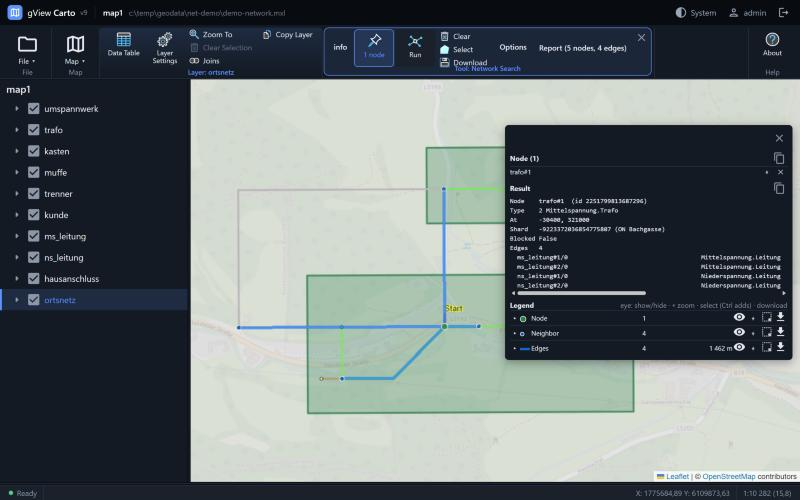 gView Carto v9 map1 c:\temp\geodata\net-demo\demo-network.mxl
System admin
File
File
Map
Map
Data Table
Layer Settings
Zoom To
Clear Selection
Joins
Copy Layer
Layer: ortsnetz
info
1 node
Run
Clear
Select
Download
Options
Report (5 nodes, 4 edges)
Tool: Network Search
About
Help
map1
umspannwerk
trafo
kasten
muffe
trenner
kunde
ms_leitung
ns_leitung
hausanschluss
ortsnetz
Start
Node (1)
trafo#1
Result
Node trafo#1 (id 2251799813687296)
Type 2 Mittelspannung.Trafo
At -30400, 321000
Shard -9223372036854775807 (ON Bachgasse)
Blocked False
Edges 4
ms_leitung#1/0 Mittelspannung.Leitung
ms_leitung#2/0 Mittelspannung.Leitung
ns_leitung#1/0 Niederspannung.Leitung
ns_leitung#2/0 Niederspannung.Leitung
Legend eye: show/hide · + zoom · select (Ctrl adds) · download
Node 1
Neighbor 4
Edges 4 1 462 m
Leaflet | © OpenStreetMap contributors
Ready
X: 1775684,89 Y: 6109873,63 1:10 282 (15,8)